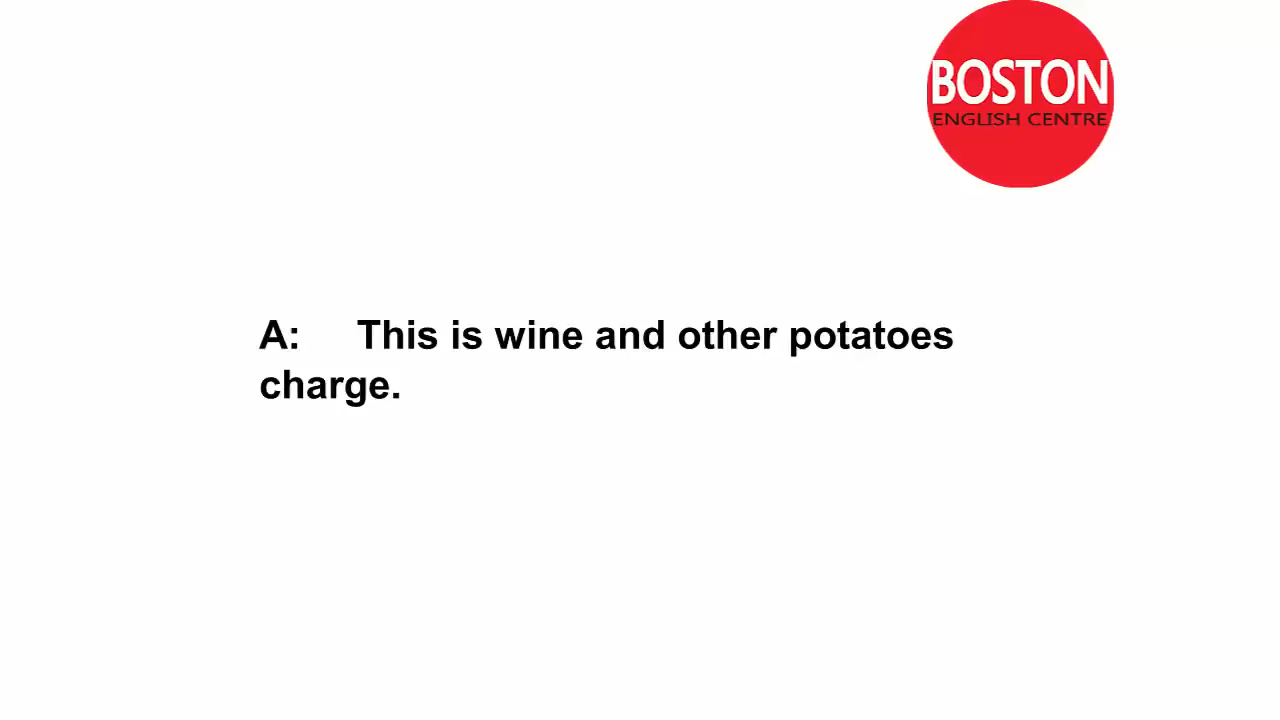 BOSTON
ENGLISH CENTRE
A: This is wine and other potatoes
charge.